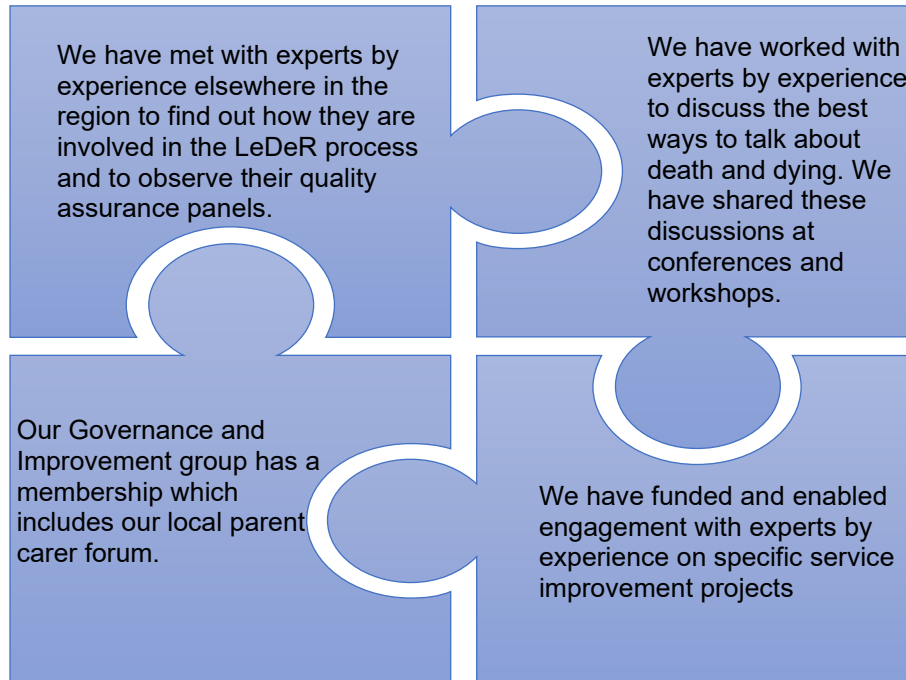 We have met with experts by
experience elsewhere in the
region to find out how they are
involved in the LeDeR process
and to observe their quality
assurance panels.
We have worked with
experts by experience
to discuss the best
ways to talk about
death and dying. We
have shared these
discussions at
conferences and
workshops.
Our Governance and
Improvement group has a
membership which
includes our local parent
carer forum.
We have funded and enabled
engagement with experts by
experience on specific service
improvement projects